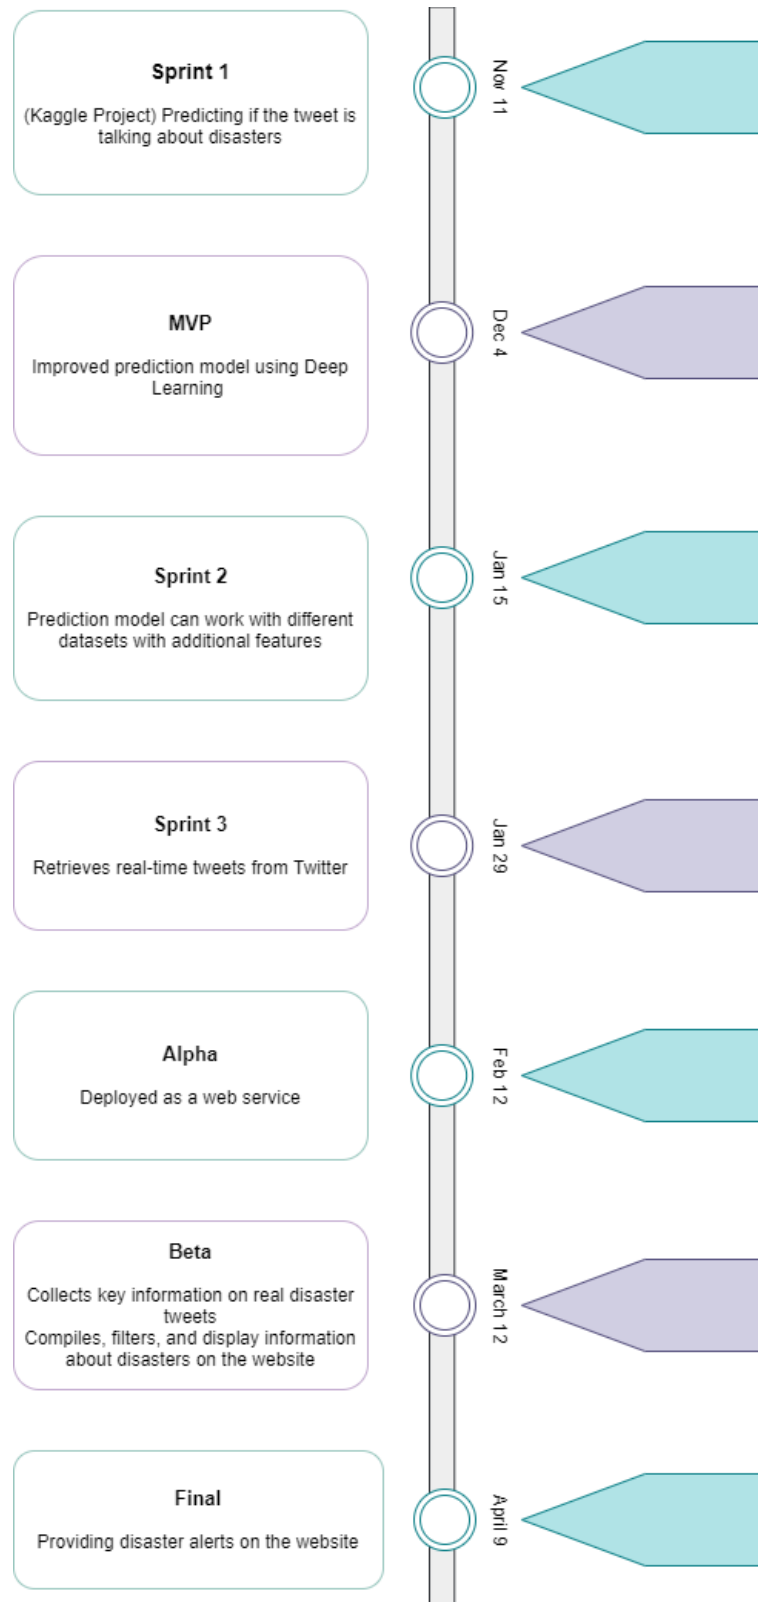 Sprint 1
(Kaggle Project) Predicting if the tweet is
talking about disasters
Nov 11
MVP
Improved prediction model using Deep
Learning
Dec 4
Sprint 2
Prediction model can work with different
datasets with additional features
Jan 15
Sprint 3
Retrieves real-time tweets from Twitter
Jan 29
Alpha
Deployed as a web service
Feb 12
Beta
Collects key information on real disaster
tweets
Compiles, filters, and display information
about disasters on the website
March 12
Final
Providing disaster alerts on the website
April 9